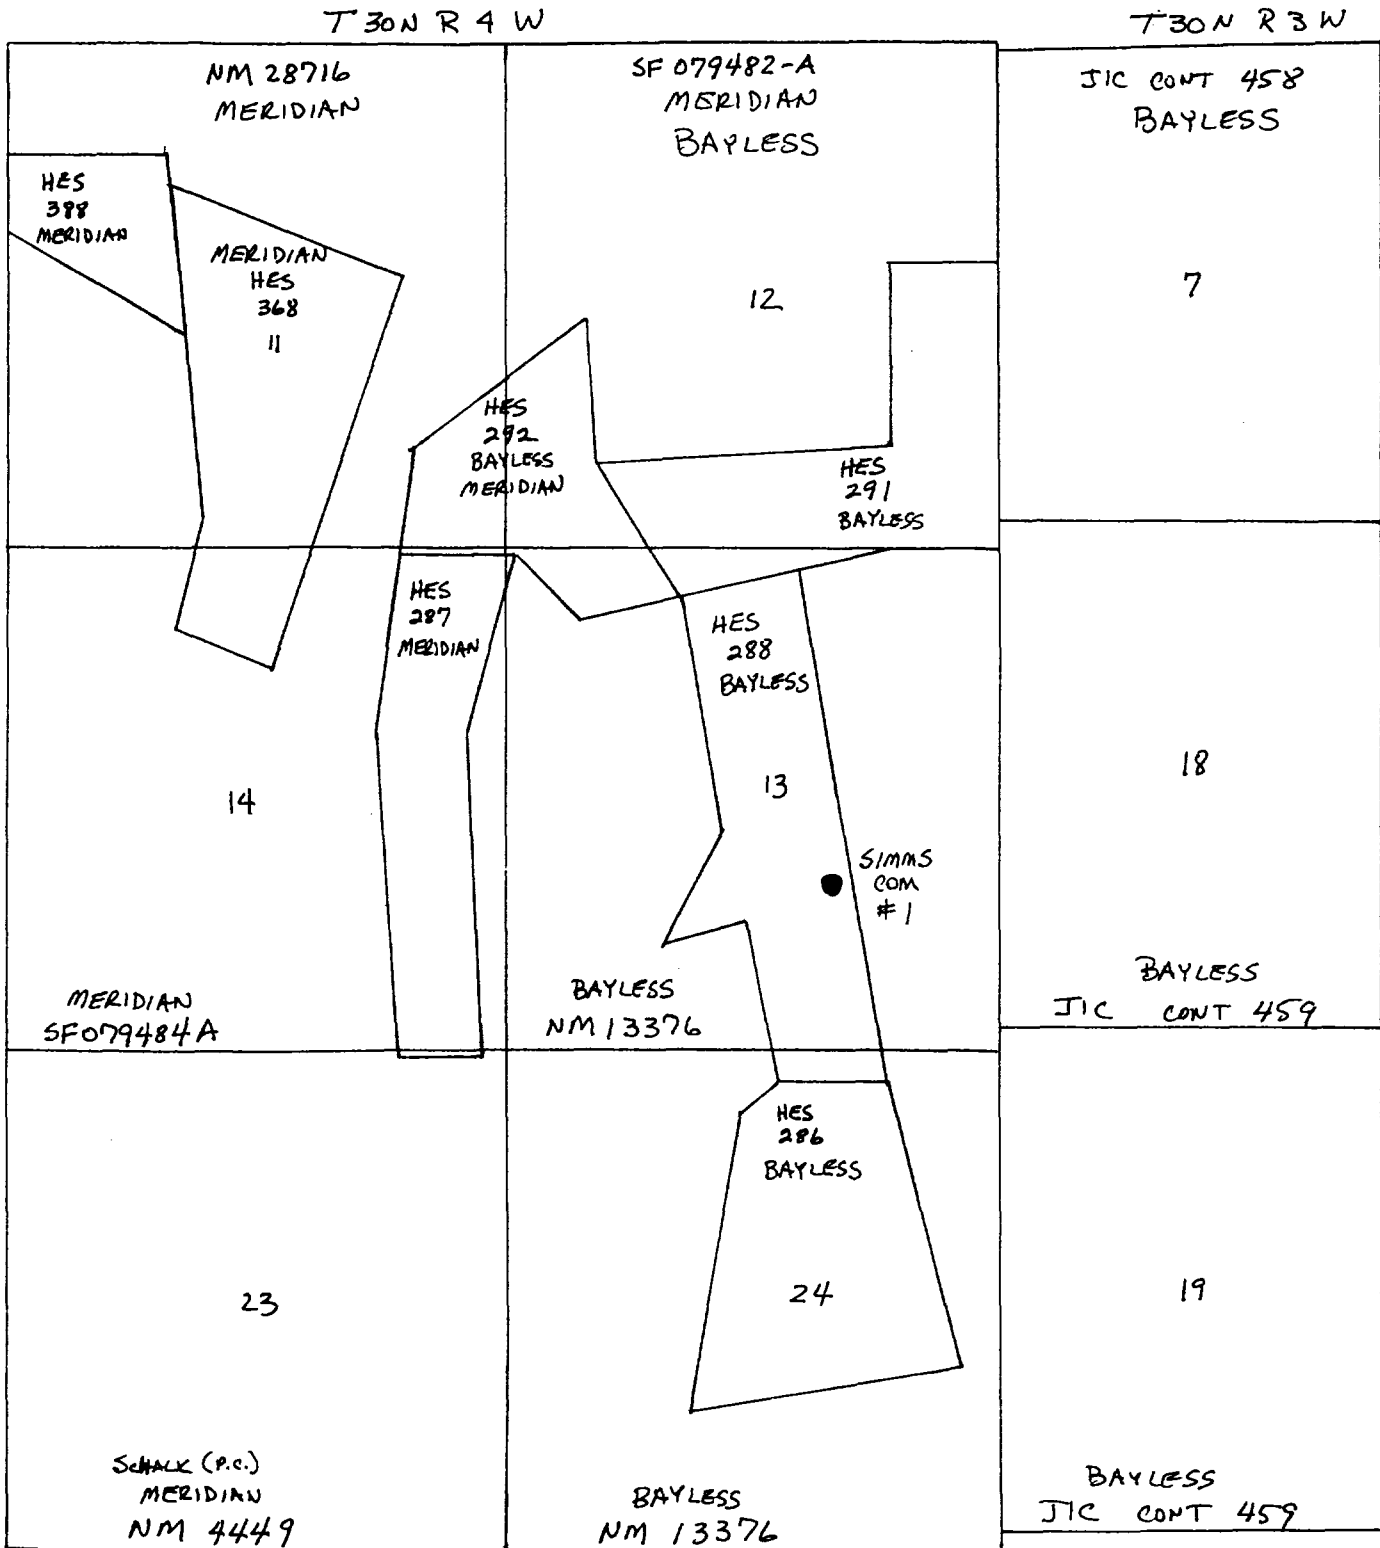 T 30N R 4 W
T 30N R 3 W
NM 28716
MERIDIAN
SF 079482-A
MERIDIAN
BAYLESS
JIC CONT 458
BAYLESS
HES
388
MERIDIAN
MERIDIAN
HES
368
11
12
7
HES
292
BAYLESS
MERIDIAN
HES
291
BAYLESS
HES
287
MERIDIAN
HES
288
BAYLESS
14
13
18
SIMMS
COM
#1
MERIDIAN
SF079484A
BAYLESS
NM 13376
BAYLESS
JIC CONT 459
HES
286
BAYLESS
23
24
19
SCHALK (P.C.)
MERIDIAN
NM 4449
BAYLESS
NM 13376
BAYLESS
JIC CONT 459